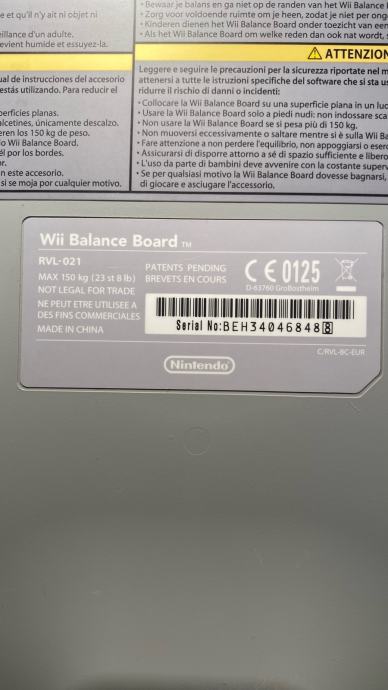 e et qu'il n'y ait ni objet ni
eillance d'un adulte.
evient humide et essuyez-la.
ual de instrucciones del accesorio
estás utilizando. Para reducir el
perficies planas.
alcetines, únicamente descalzo.
eren los 150 kg de peso.
o Wii Balance Board.
él por los bordes.
n este accesorio.
si se moja por cualquier motivo.
• Bewaar je balans en ga niet op de randen van het Wii Balance
• Zorg voor voldoende ruimte om je heen, zodat je niet per ong
• Kinderen dienen het Wii Balance Board onder toezicht van een
• Als het Wii Balance Board om welke reden dan ook nat wordt,
⚠ ATTENZION
Leggere e seguire le precauzioni per la sicurezza riportate nel m
attenersi a tutte le istruzioni specifiche del software che si sta us
ridurre il rischio di danni o incidenti:
• Collocare la Wii Balance Board su una superficie piana in un luo
• Usare la Wii Balance Board solo a piedi nudi: non indossare sca
• Non usare la Wii Balance Board se si pesa più di 150 kg.
• Non muoversi eccessivamente o saltare mentre si è sulla Wii Ba
• Fare attenzione a non perdere l'equilibrio, non appoggiarsi o eserc
• Assicurarsi di disporre attorno a sé di spazio sufficiente e libero
• L'uso da parte di bambini deve avvenire con la costante superv
• Se per qualsiasi motivo la Wii Balance Board dovesse bagnarsi,
di giocare e asciugare l'accessorio.
Wii Balance Board TM
RVL-021
MAX 150 kg (23 st 8 lb)
NOT LEGAL FOR TRADE
NE PEUT ETRE UTILISEE A
DES FINS COMMERCIALES
MADE IN CHINA
PATENTS PENDING
BREVETS EN COURS
CE 0125
D-63760 Großostheim
Serial No:BEH340468488
C/RVL-BC-EUR
Nintendo